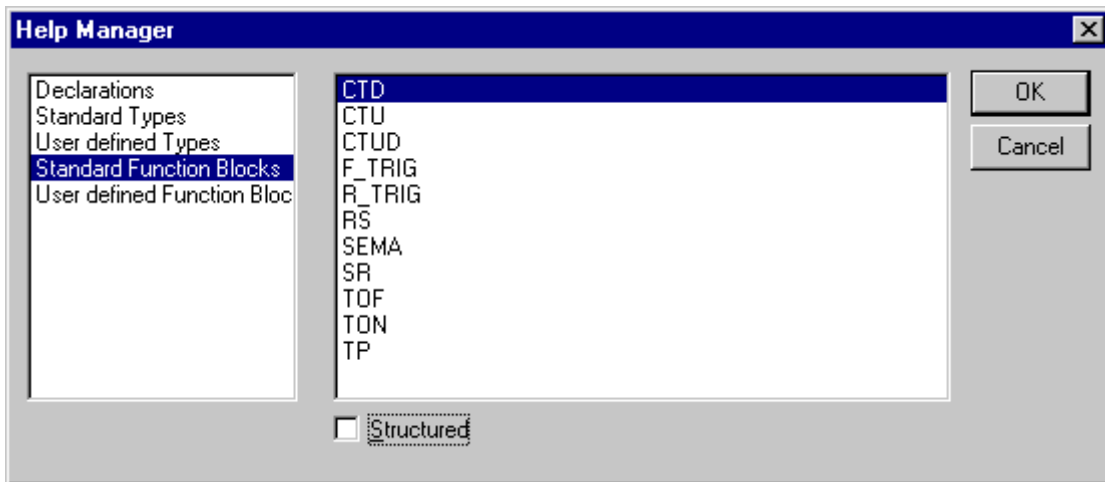 Help Manager
Declarations
Standard Types
User defined Types
Standard Function Blocks
User defined Function Bloc
CTD
CTU
CTUD
F_TRIG
R_TRIG
RS
SEMA
SR
TOF
TON
TP
OK
Cancel
Structured